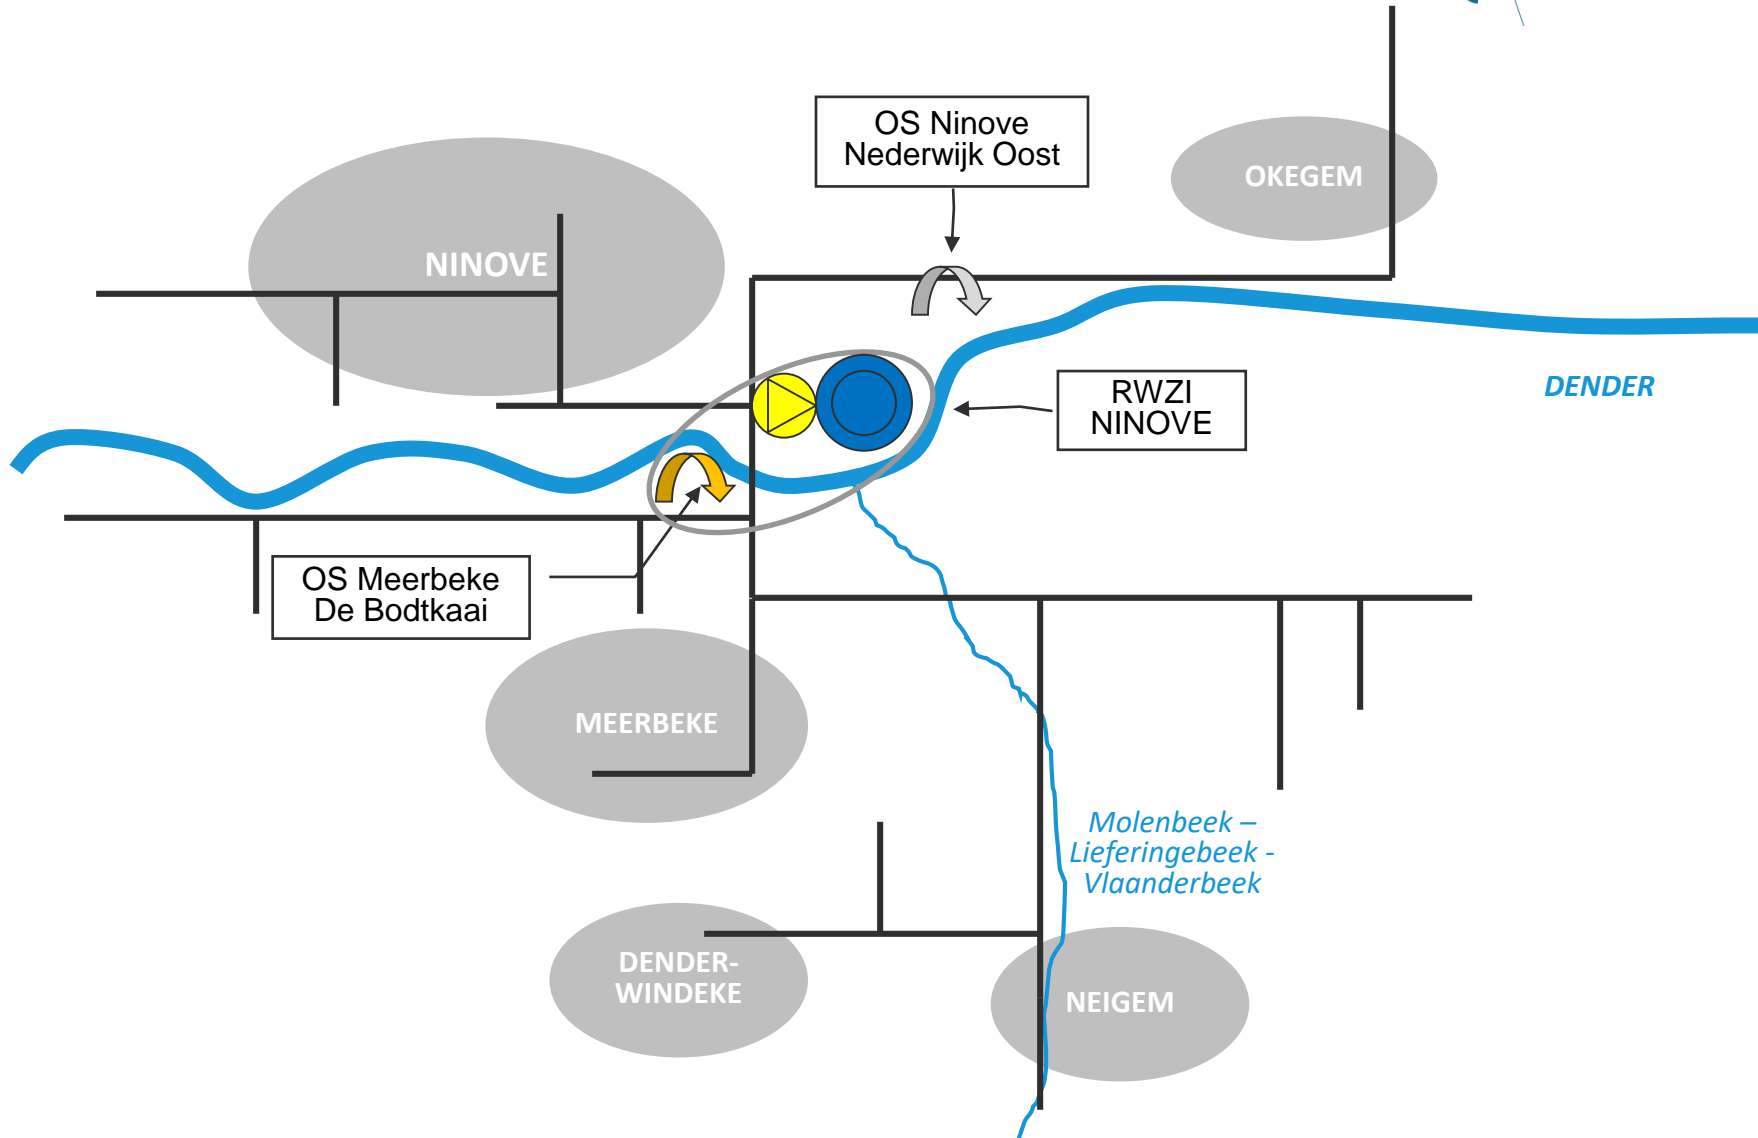 OS Ninove
Nederwijk Oost
OKEGEM
NINOVE
RWZI
NINOVE
DENDER
OS Meerbeke
De Bodtkaai
MEERBEKE
Molenbeek –
Lieferingebeek -
Vlaanderbeek
DENDER-
WINDEKE
NEIGEM